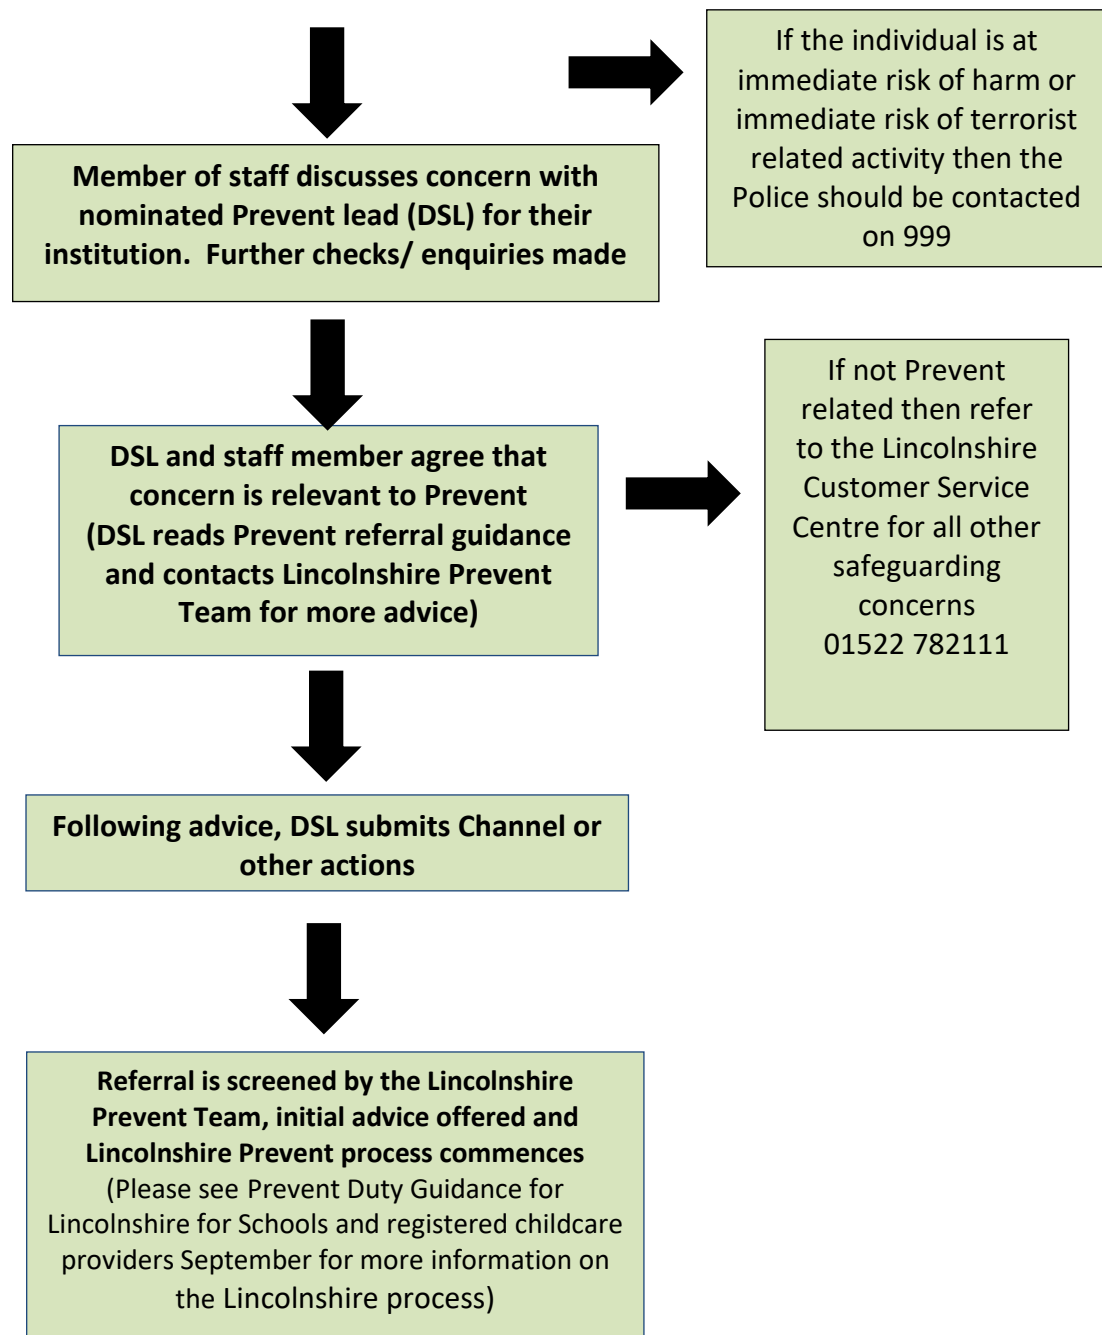 If the individual is at
immediate risk of harm or
immediate risk of terrorist
related activity then the
Police should be contacted
on 999
Member of staff discusses concern with
nominated Prevent lead (DSL) for their
institution.  Further checks/ enquiries made
If not Prevent
related then refer
to the Lincolnshire
Customer Service
Centre for all other
safeguarding
concerns
01522 782111
DSL and staff member agree that
concern is relevant to Prevent
(DSL reads Prevent referral guidance
and contacts Lincolnshire Prevent
Team for more advice)
Following advice, DSL submits Channel or
other actions
Referral is screened by the Lincolnshire
Prevent Team, initial advice offered and
Lincolnshire Prevent process commences
(Please see Prevent Duty Guidance for
Lincolnshire for Schools and registered childcare
providers September for more information on
the Lincolnshire process)